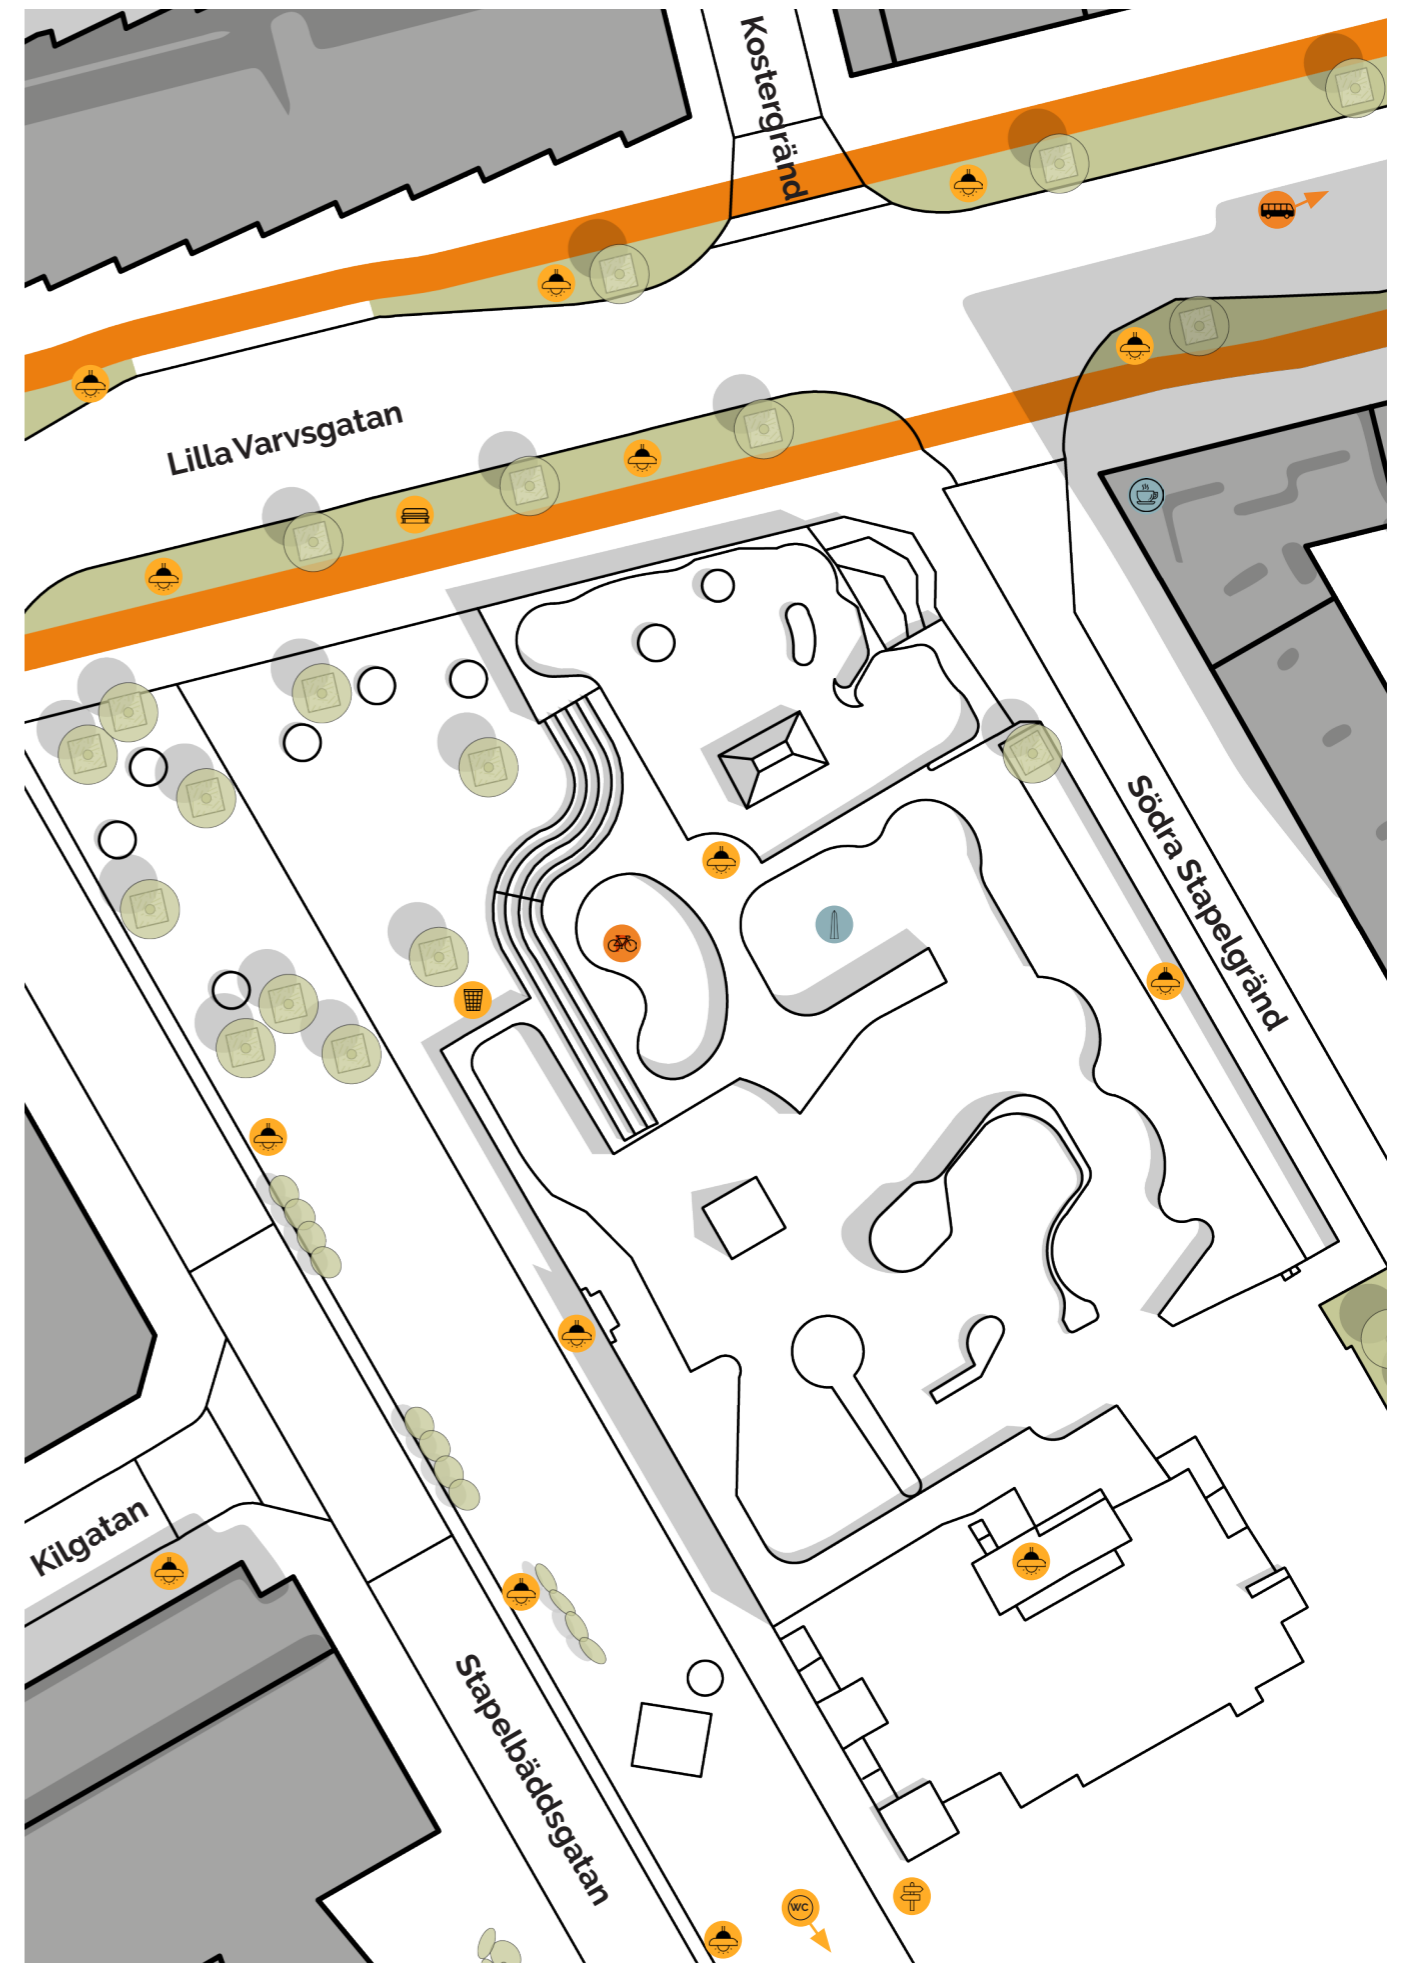 Kostergränd
Lilla Varvsgatan
Södra Stapelgränd
Kilgatan
Stapelbäddsgatan
WC